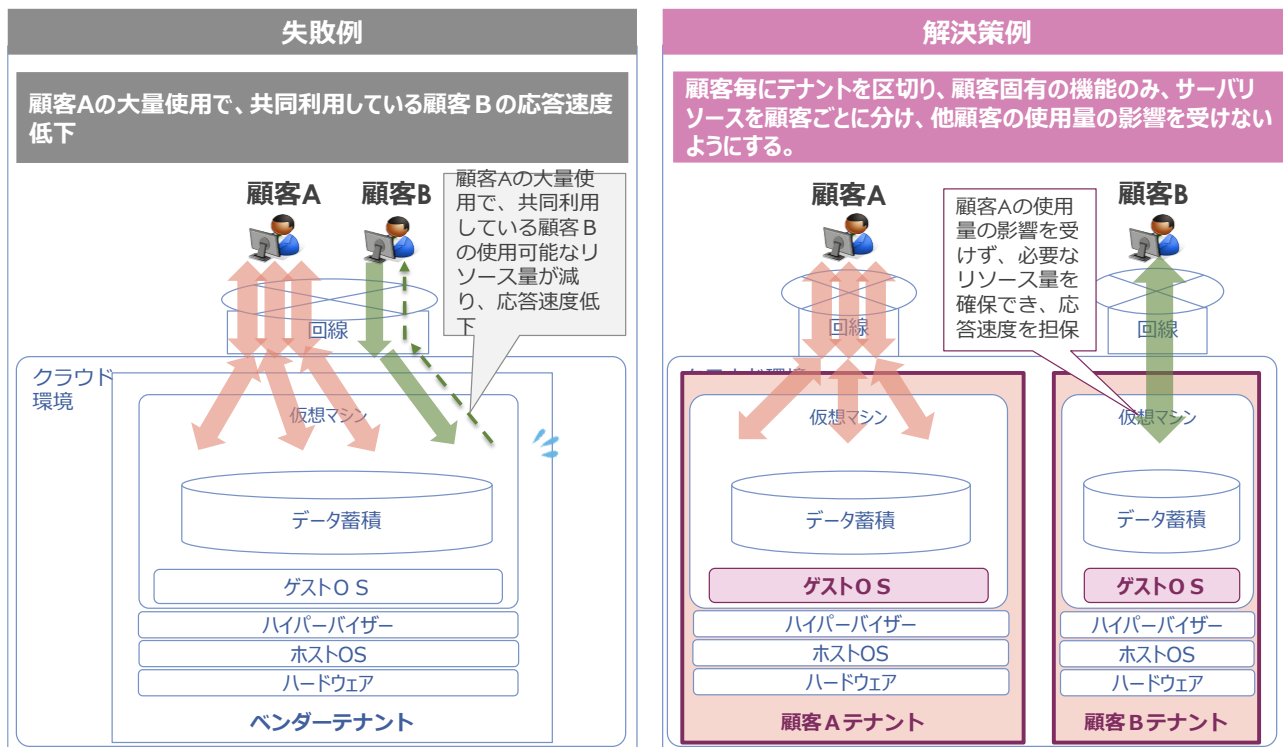 失敗例
顧客Aの大量使用で、共同利用している顧客Ｂの応答速度
低下
顧客A
顧客B
顧客Aの大量使
用で、共同利用
している顧客Ｂ
の使用可能なリ
ソース量が減
り、応答速度低
下
回線
クラウド
環境
仮想マシン
データ蓄積
ゲストＯＳ
ハイパーバイザー
ホストOS
ハードウェア
ベンダーテナント
解決策例
顧客毎にテナントを区切り、顧客固有の機能のみ、サーバリ
ソースを顧客ごとに分け、他顧客の使用量の影響を受けない
ようにする。
顧客A
顧客B
顧客Aの使用
量の影響を受
けず、必要な
リソース量を
確保でき、応
答速度を担保
回線
回線
仮想マシン
データ蓄積
ゲストＯＳ
ハイパーバイザー
ホストOS
ハードウェア
顧客Ａテナント
仮想マシン
データ蓄積
ゲストＯＳ
ハイパーバイザー
ホストOS
ハードウェア
顧客Ｂテナント